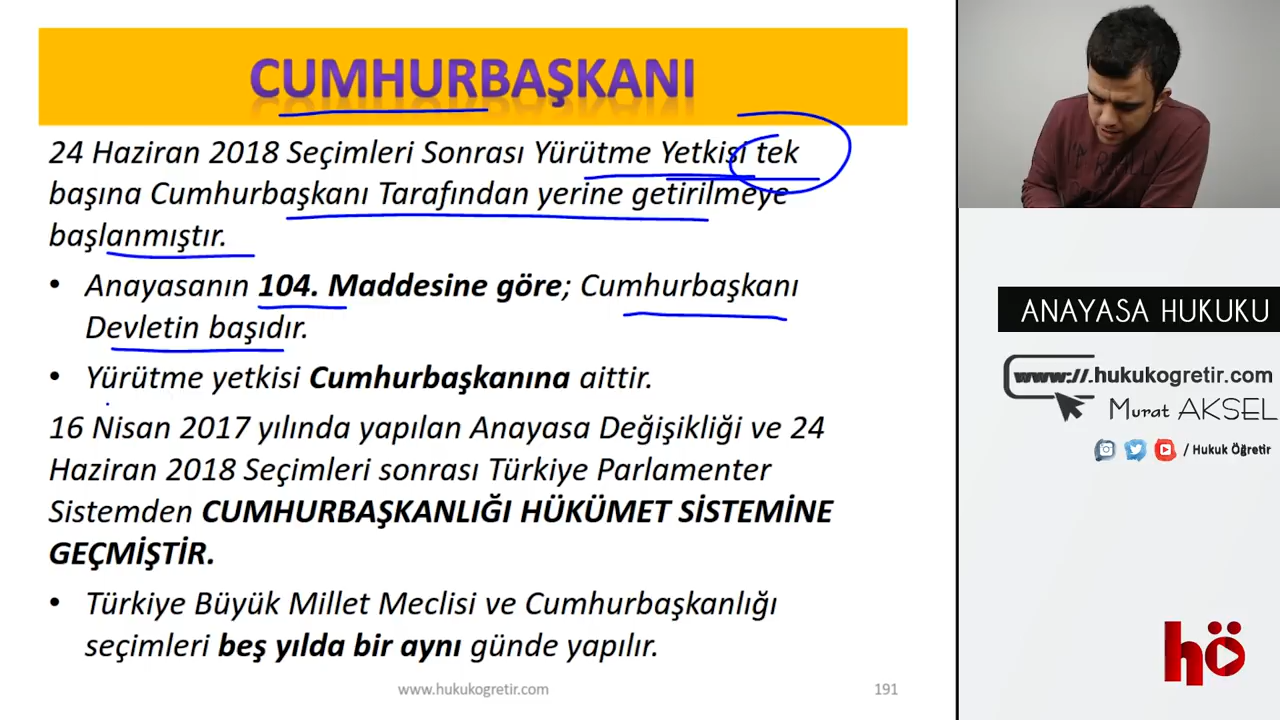 CUMHURBAŞKANI
24 Haziran 2018 Seçimleri Sonrası Yürütme Yetkisi tek
başına Cumhurbaşkanı Tarafından yerine getirilmeye
başlanmıştır.
• Anayasanın 104. Maddesine göre; Cumhurbaşkanı
Devletin başıdır.
• Yürütme yetkisi Cumhurbaşkanına aittir.
16 Nisan 2017 yılında yapılan Anayasa Değişikliği ve 24
Haziran 2018 Seçimleri sonrası Türkiye Parlamenter
Sistemden CUMHURBAŞKANLIĞI HÜKÜMET SİSTEMİNE
GEÇMİŞTİR.
• Türkiye Büyük Millet Meclisi ve Cumhurbaşkanlığı
seçimleri beş yılda bir aynı günde yapılır.
www.hukukogretir.com
191
ANAYASA HUKUKU
www//.hukukogretir.com
Murat AKSEL
/ Hukuk Öğretir
hö